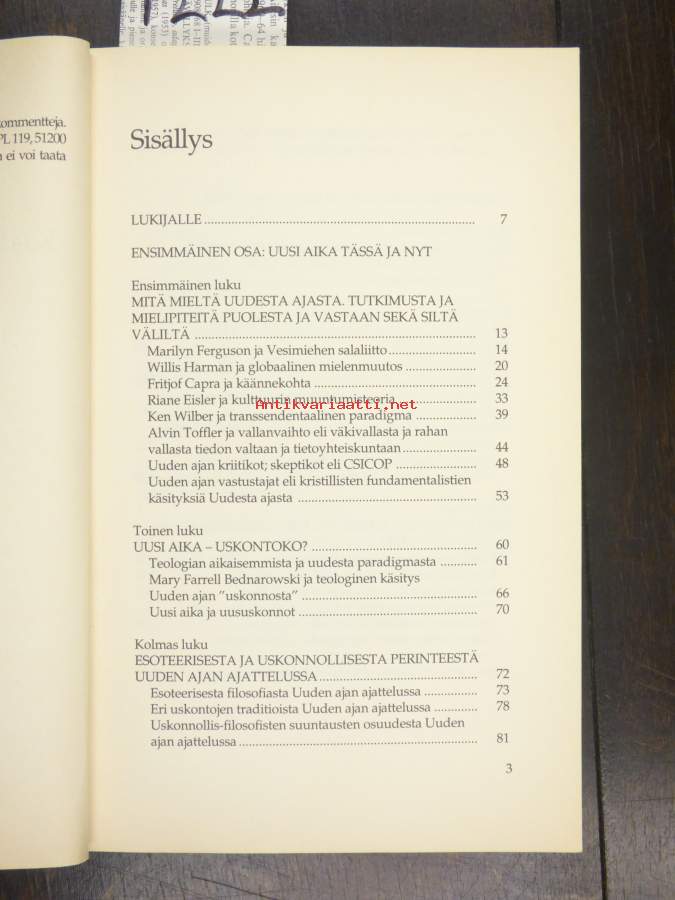 kommentteja.
PL 119, 51200
ei voi taata
Sisällys
LUKIJALLE 7
ENSIMMÄINEN OSA: UUSI AIKA TÄSSÄ JA NYT
Ensimmäinen luku
MITÄ MIELTÄ UUDESTA AJASTA. TUTKIMUSTA JA
MIELIPITEITÄ PUOLESTA JA VASTAAN SEKÄ SILTÄ
VÄLILTÄ 13
Marilyn Ferguson ja Vesimiehen salaliitto 14
Willis Harman ja globaalinen mielenmuutos 20
Fritjof Capra ja käännekohta 24
Riane Eisler ja kulttuurin muuntumisteoria 33
Antikvariaatti.net
Ken Wilber ja transsendentaalinen paradigma 39
Alvin Toffler ja vallanvaihto eli väkivallasta ja rahan
vallasta tiedon valtaan ja tietoyhteiskuntaan 44
Uuden ajan kriitikot; skeptikot eli CSICOP 48
Uuden ajan vastustajat eli kristillisten fundamentalistien
käsityksiä Uudesta ajasta 53
Toinen luku
UUSI AIKA – USKONTOKO? 60
Teologian aikaisemmista ja uudesta paradigmasta 61
Mary Farrell Bednarowski ja teologinen käsitys
Uuden ajan ”uskonnosta” 66
Uusi aika ja uususkonnot 70
Kolmas luku
ESOTEERISESTA JA USKONNOLLISESTA PERINTEESTÄ
UUDEN AJAN AJATTELUSSA 72
Esoteerisesta filosofiasta Uuden ajan ajattelussa 73
Eri uskontojen traditioista Uuden ajan ajattelussa 78
Uskonnollis-filosofisten suuntausten osuudesta Uuden
ajan ajattelussa 81
3